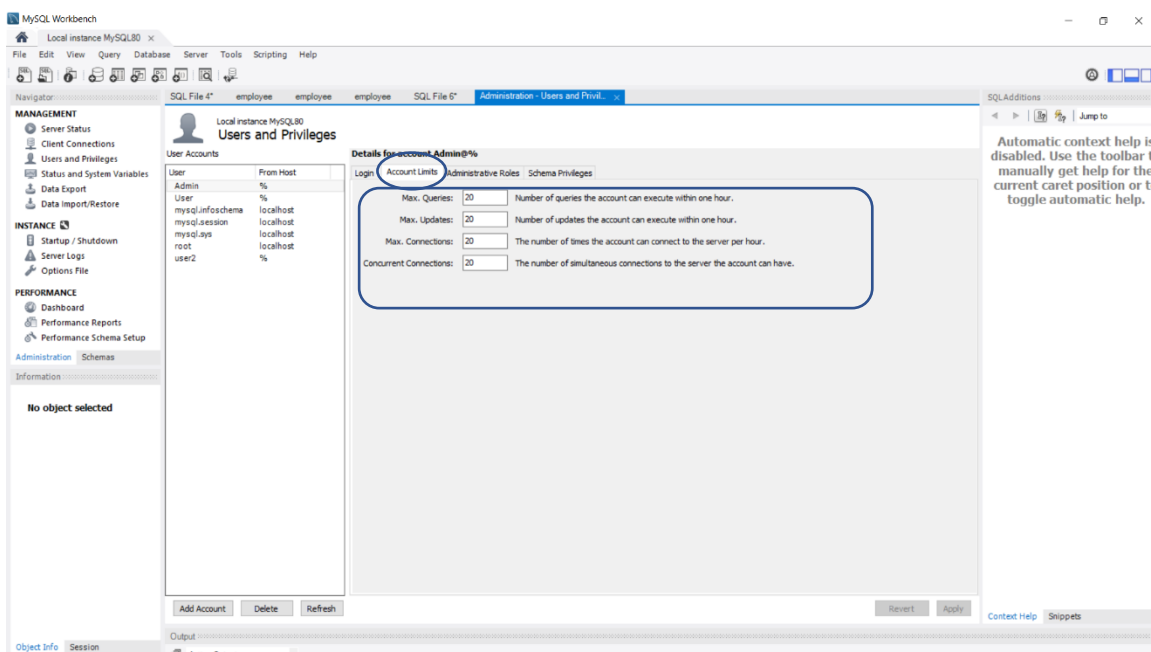 MySQL Workbench
Local instance MySQL80
File Edit View Query Database Server Tools Scripting Help
Navigator
MANAGEMENT
Server Status
Client Connections
Users and Privileges
Status and System Variables
Data Export
Data Import/Restore
INSTANCE
Startup / Shutdown
Server Logs
Options File
PERFORMANCE
Dashboard
Performance Reports
Performance Schema Setup
Administration Schemas
Information
No object selected
Object Info Session
SQL File 4* employee employee employee SQL File 6* Administration - Users and Privil...
Local instance MySQL80
Users and Privileges
User Accounts
User From Host
Admin %
User %
mysql.infoschema localhost
mysql.session localhost
mysql.sys localhost
root localhost
user2 %
Add Account Delete Refresh
Details for account Admin@%
Login Account Limits Administrative Roles Schema Privileges
Max. Queries: 20 Number of queries the account can execute within one hour.
Max. Updates: 20 Number of updates the account can execute within one hour.
Max. Connections: 20 The number of times the account can connect to the server per hour.
Concurrent Connections: 20 The number of simultaneous connections to the server the account can have.
Revert Apply
Output
SQLAdditions
Jump to
Automatic context help is
disabled. Use the toolbar
manually get help for the
current caret position or
toggle automatic help.
Context Help Snippets